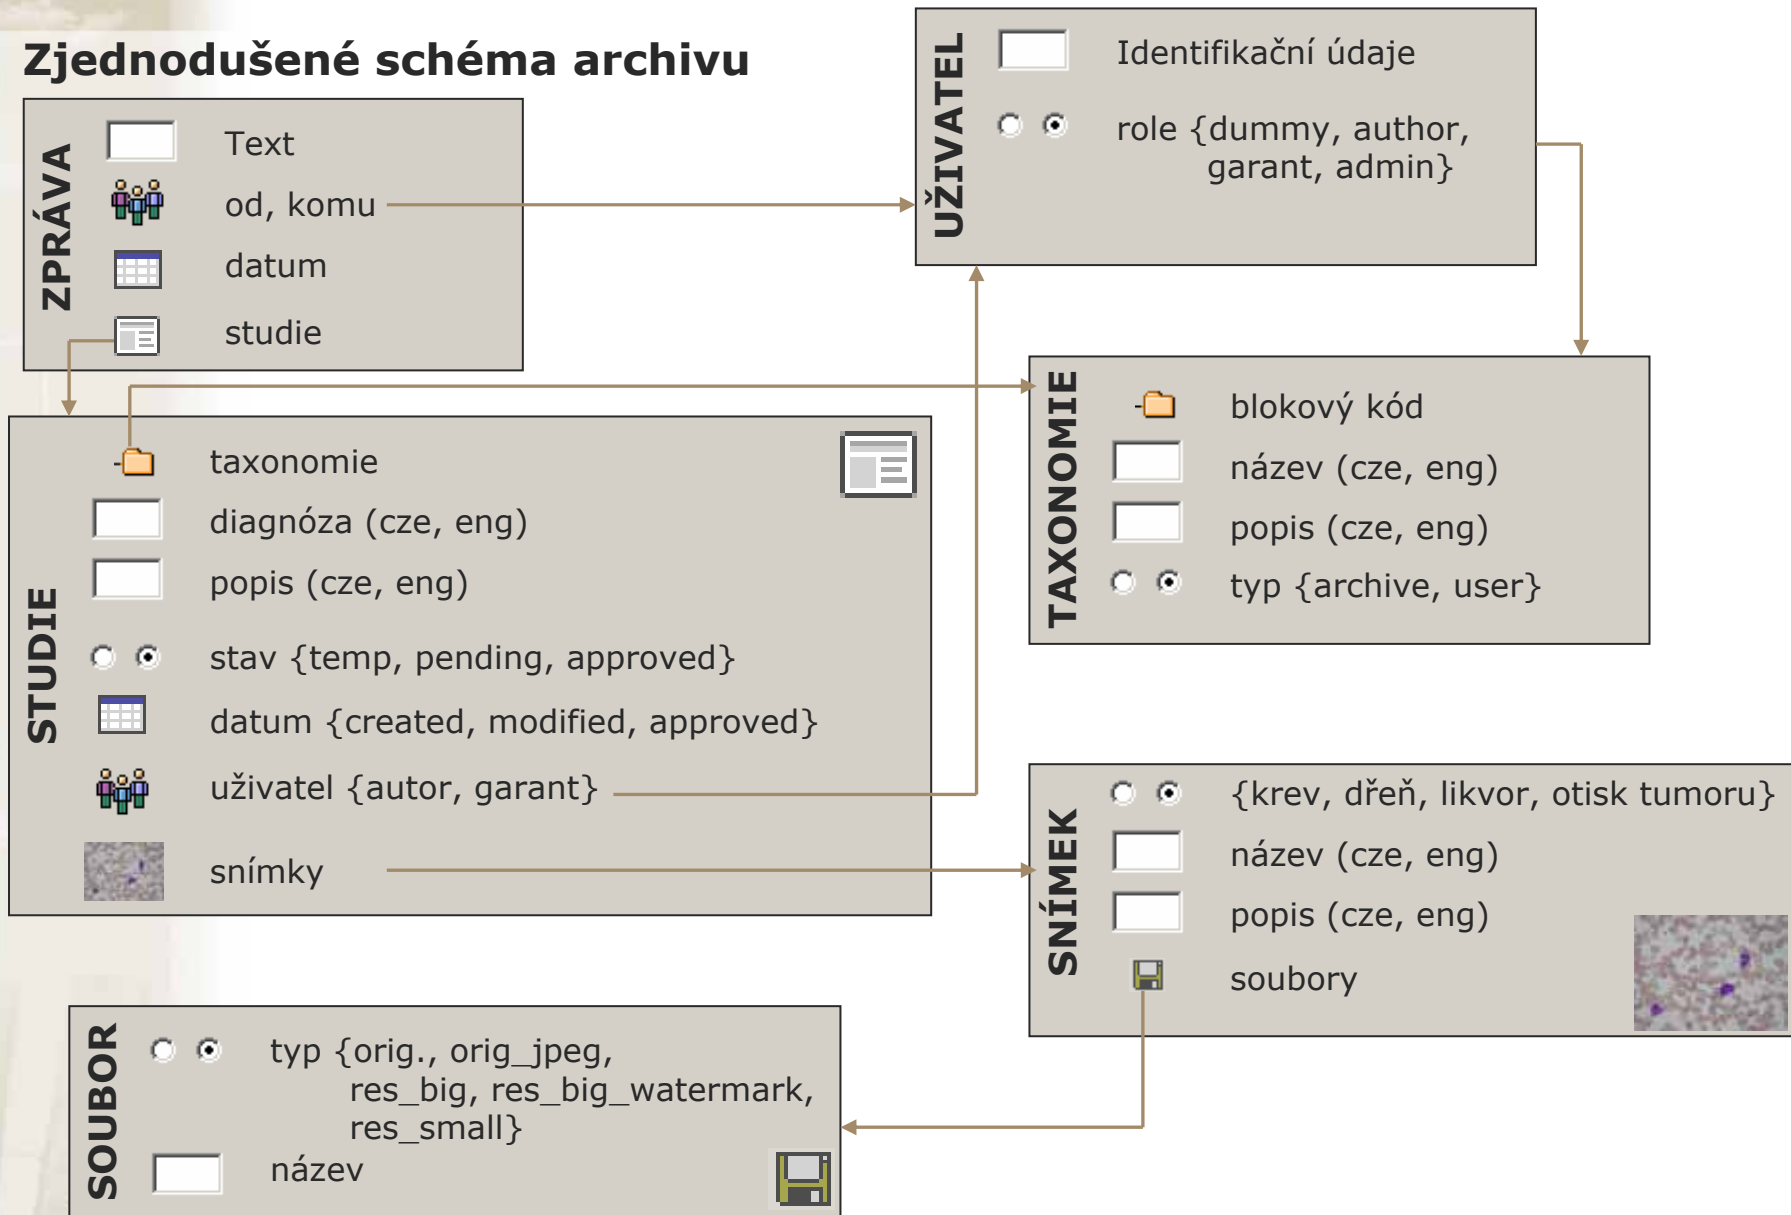 Zjednodušené schéma archivu
ZPRÁVA
Text
od, komu
datum
studie
UŽIVATEL
Identifikační údaje
role {dummy, author,
garant, admin}
STUDIE
taxonomie
diagnóza (cze, eng)
popis (cze, eng)
stav {temp, pending, approved}
datum {created, modified, approved}
uživatel {autor, garant}
snímky
TAXONOMIE
blokový kód
název (cze, eng)
popis (cze, eng)
typ {archive, user}
SNÍMEK
{krev, dřeň, likvor, otisk tumoru}
název (cze, eng)
popis (cze, eng)
soubory
SOUBOR
typ {orig., orig_jpeg,
res_big, res_big_watermark,
res_small}
název